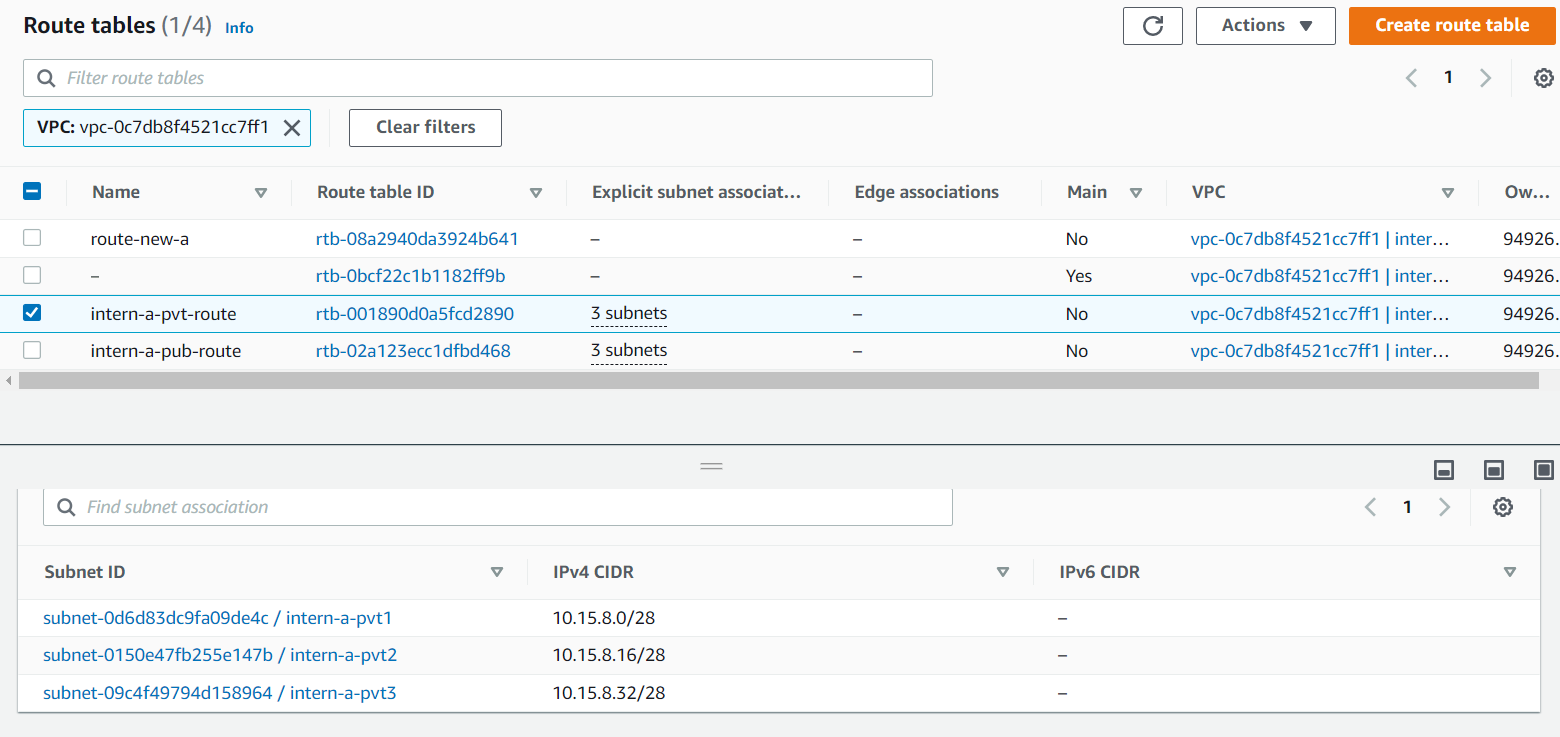 Route tables (1/4) Info
Actions
Create route table
Filter route tables
1
VPC: vpc-0c7db8f4521cc7ff1
Clear filters
Name Route table ID Explicit subnet associat... Edge associations Main VPC Ow...
route-new-a rtb-08a2940da3924b641 – – No vpc-0c7db8f4521cc7ff1 | inter... 94926.
– rtb-0bcf22c1b1182ff9b – – Yes vpc-0c7db8f4521cc7ff1 | inter... 94926.
intern-a-pvt-route rtb-001890d0a5fcd2890 3 subnets – No vpc-0c7db8f4521cc7ff1 | inter... 94926.
intern-a-pub-route rtb-02a123ecc1dfbd468 3 subnets – No vpc-0c7db8f4521cc7ff1 | inter... 94926.
Find subnet association
1
Subnet ID IPv4 CIDR IPv6 CIDR
subnet-0d6d83dc9fa09de4c / intern-a-pvt1 10.15.8.0/28 –
subnet-0150e47fb255e147b / intern-a-pvt2 10.15.8.16/28 –
subnet-09c4f49794d158964 / intern-a-pvt3 10.15.8.32/28 –